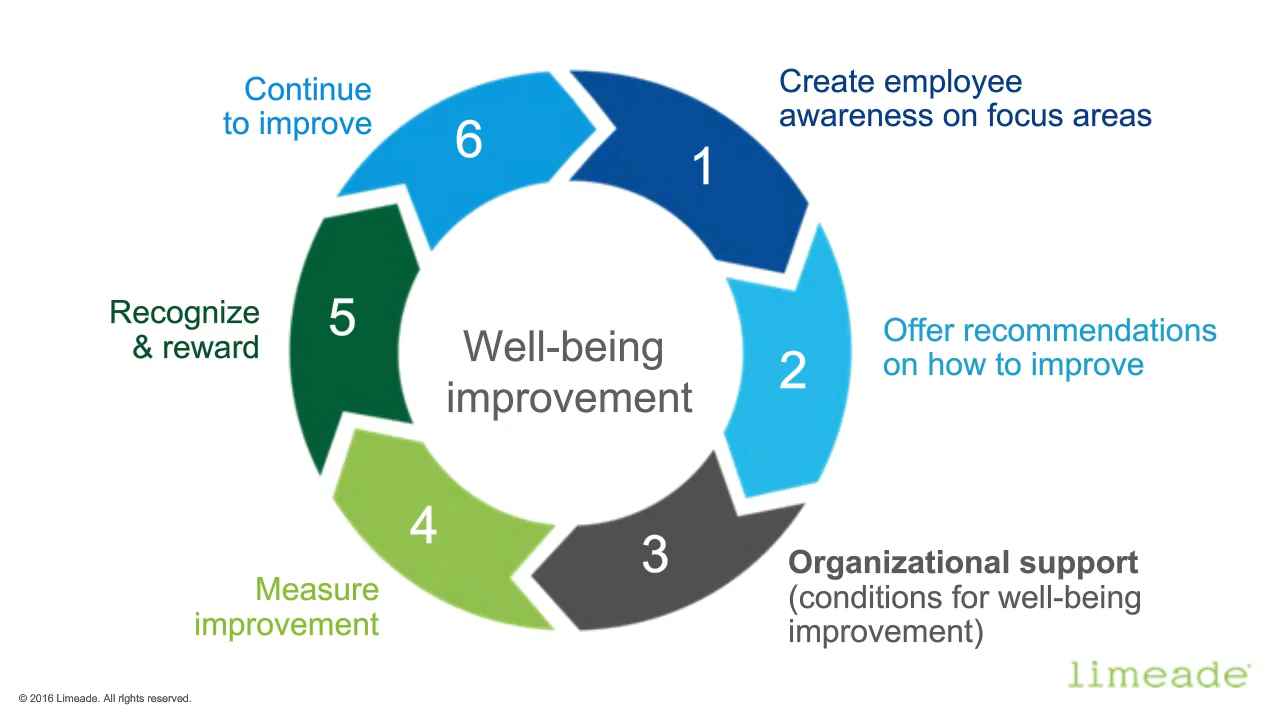 Continue
to improve
6
1
Create employee
awareness on focus areas
Recognize
& reward
5
Well-being
improvement
2
Offer recommendations
on how to improve
4
Measure
improvement
3
Organizational support
(conditions for well-being
improvement)
limeade
© 2016 Limeade. All rights reserved.